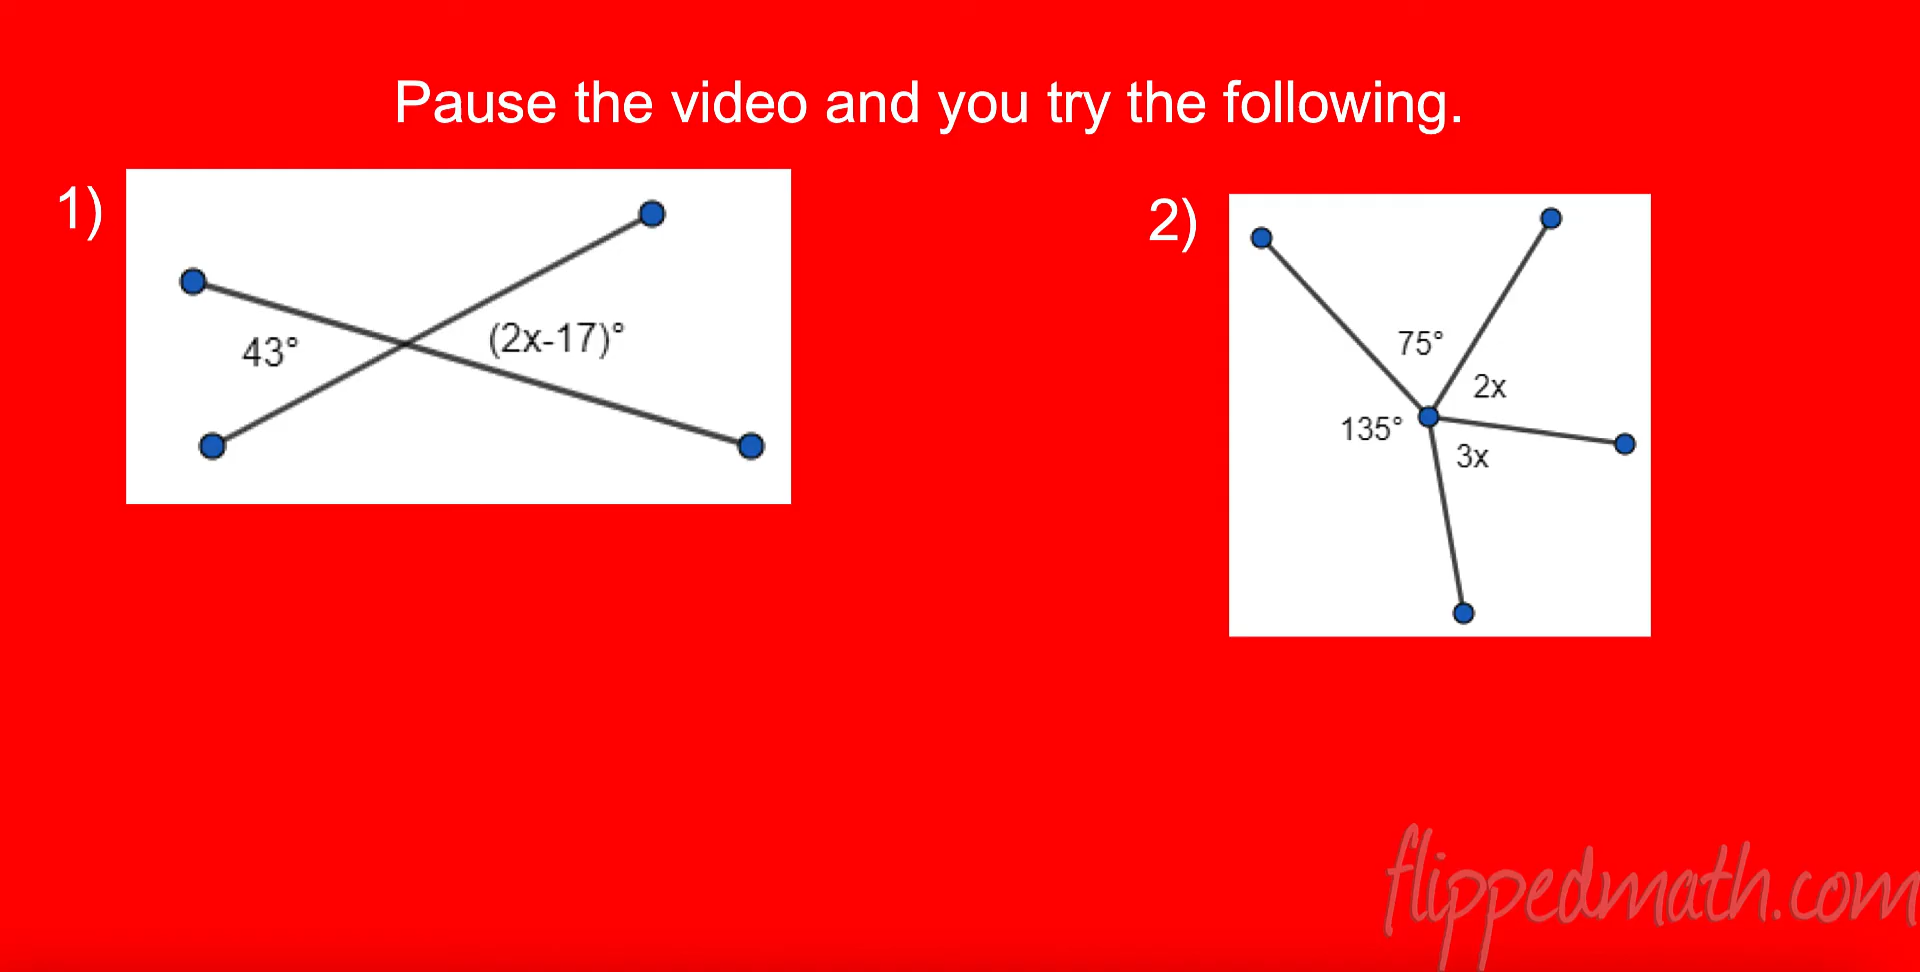 Pause the video and you try the following.
1)
43°
(2x-17)°
2)
75°
2x
135°
3x
flippedmath.com